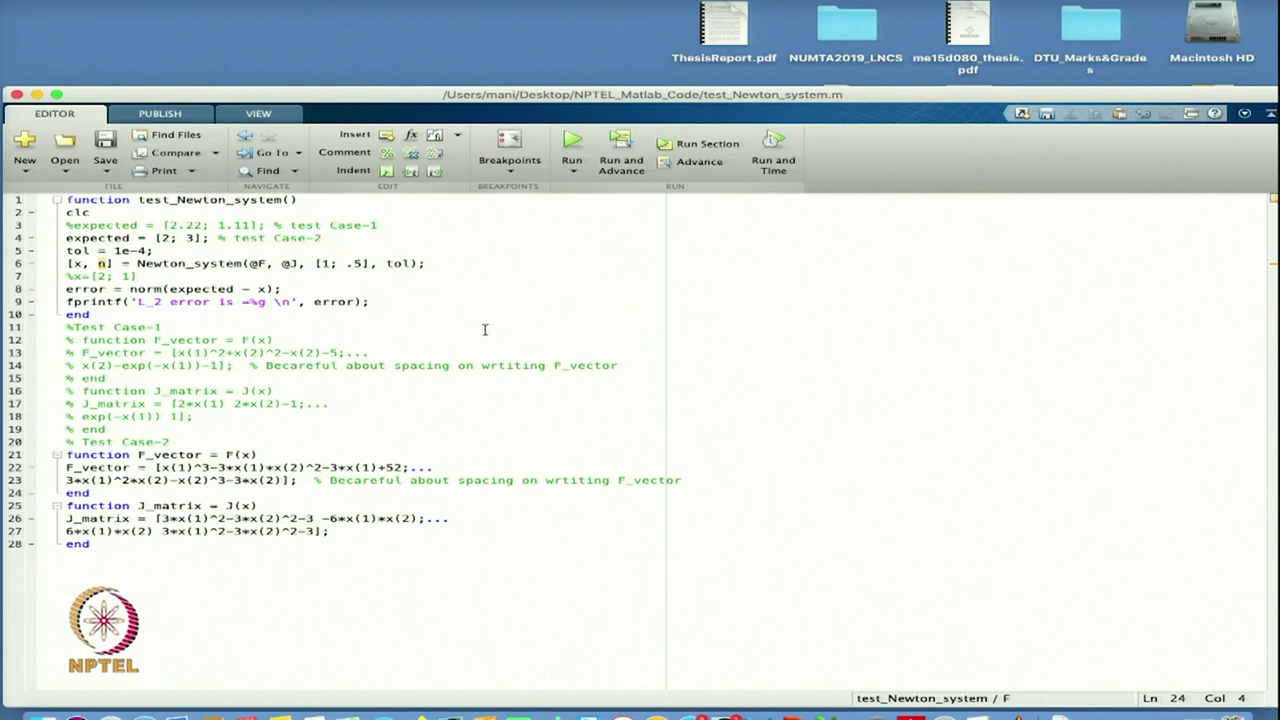 ThesisReport.pdf
NUMTA2019_LNCS
me15d080_thesis.
pdf
DTU_Marks&Grade
s
Macintosh HD
/Users/mani/Desktop/NPTEL_Matlab_Code/test_Newton_system.m
EDITOR
PUBLISH
VIEW
New
Open
Save
Find Files
Compare
Print
Go To
Find
Insert
Comment
Indent
Breakpoints
Run
Run and
Advance
Run Section
Advance
Run and
Time
FILE
NAVIGATE
EDIT
BREAKPOINTS
RUN
1 function test_Newton_system()
2 clc
3 %expected = [2.22; 1.11]; % test Case-1
4 expected = [2; 3]; % test Case-2
5 tol = 1e-4;
6 [x, n] = Newton_system(@F, @J, [1; .5], tol);
7 %x=[2; 1]
8 error = norm(expected - x);
9 fprintf('L_2 error is =%g \n', error);
10 end
11 %Test Case-1
12 % function F_vector = F(x)
13 % F_vector = [x(1)^2+x(2)^2-x(2)-5;...
14 % x(2)-exp(-x(1))-1]; % Becareful about spacing on wrtiting F_vector
15 % end
16 % function J_matrix = J(x)
17 % J_matrix = [2*x(1) 2*x(2)-1;...
18 % exp(-x(1)) 1];
19 % end
20 % Test Case-2
21 function F_vector = F(x)
22 F_vector = [x(1)^3-3*x(1)*x(2)^2-3*x(1)+52;...
23 3*x(1)^2*x(2)-x(2)^3-3*x(2)]; % Becareful about spacing on wrtiting F_vector
24 end
25 function J_matrix = J(x)
26 J_matrix = [3*x(1)^2-3*x(2)^2-3 -6*x(1)*x(2);...
27 6*x(1)*x(2) 3*x(1)^2-3*x(2)^2-3];
28 end
NPTEL
test_Newton_system / F
Ln 24 Col 4